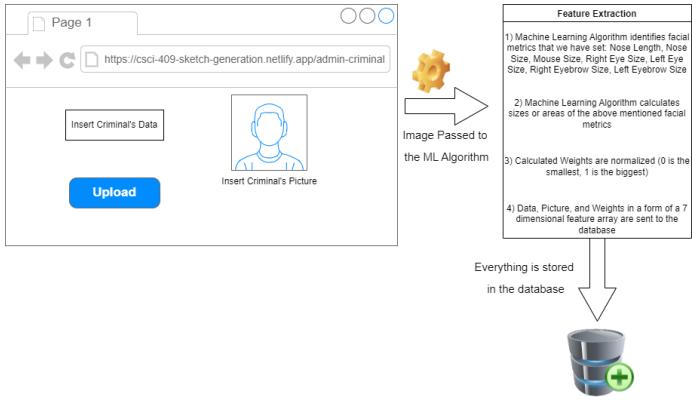 Page 1
https://csci-409-sketch-generation.netlify.app/admin-criminal
Insert Criminal's Data
Upload
Insert Criminal's Picture
Image Passed to
the ML Algorithm
Feature Extraction
1) Machine Learning Algorithm identifies facial
metrics that we have set: Nose Length, Nose
Size, Mouse Size, Right Eye Size, Left Eye
Size, Right Eyebrow Size, Left Eyebrow Size
2) Machine Learning Algorithm calculates
sizes or areas of the above mentioned facial
metrics
3) Calculated Weights are normalized (0 is the
smallest, 1 is the biggest)
4) Data, Picture, and Weights in a form of a 7
dimensional feature array are sent to the
database
Everything is stored
in the database